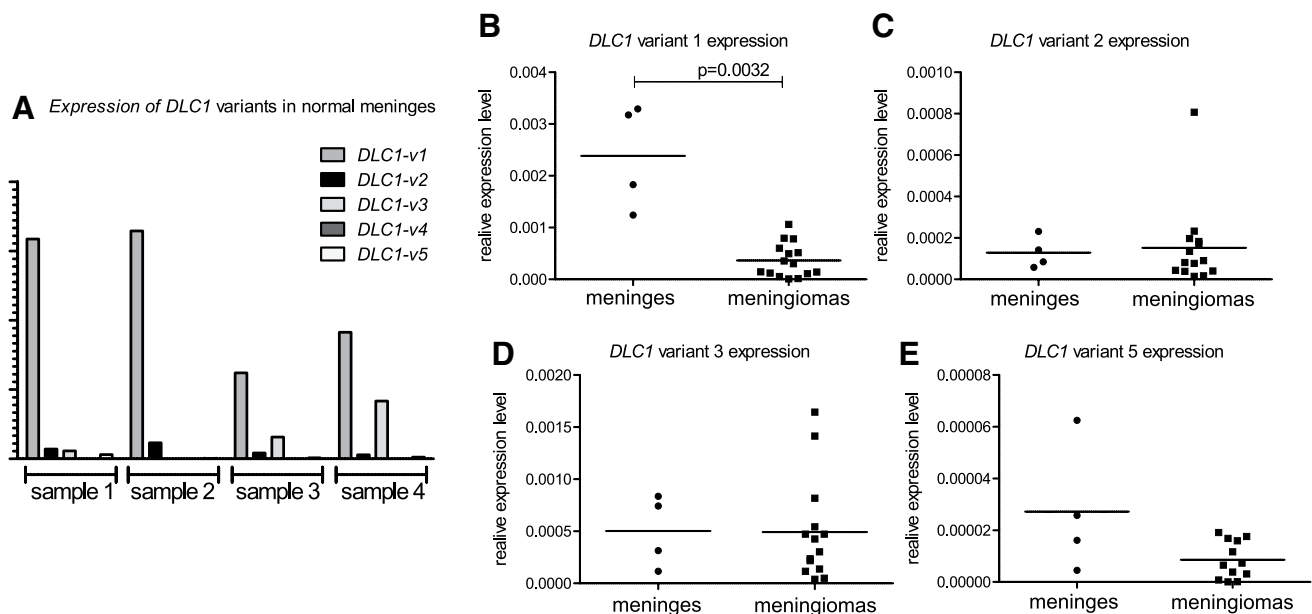 A Expression of DLC1 variants in normal meninges
DLC1-v1
DLC1-v2
DLC1-v3
DLC1-v4
DLC1-v5
sample 1
sample 2
sample 3
sample 4
B
DLC1 variant 1 expression
p=0.0032
realive expression level
0.004
0.003
0.002
0.001
0.000
meninges
meningiomas
C
DLC1 variant 2 expression
realive expression level
0.0010
0.0008
0.0006
0.0004
0.0002
0.0000
meninges
meningiomas
D
DLC1 variant 3 expression
realive expression level
0.0020
0.0015
0.0010
0.0005
0.0000
meninges
meningiomas
E
DLC1 variant 5 expression
realive expression level
0.00008
0.00006
0.00004
0.00002
0.00000
meninges
meningiomas